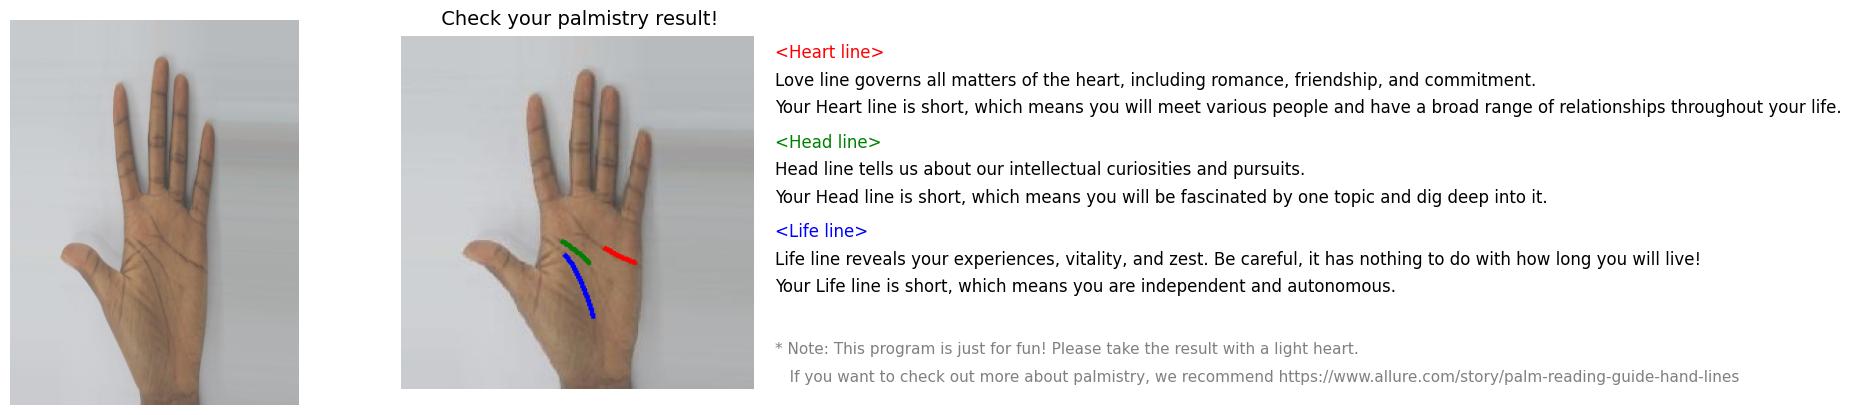 Check your palmistry result!
<Heart line>
Love line governs all matters of the heart, including romance, friendship, and commitment.
Your Heart line is short, which means you will meet various people and have a broad range of relationships throughout your life.
<Head line>
Head line tells us about our intellectual curiosities and pursuits.
Your Head line is short, which means you will be fascinated by one topic and dig deep into it.
<Life line>
Life line reveals your experiences, vitality, and zest. Be careful, it has nothing to do with how long you will live!
Your Life line is short, which means you are independent and autonomous.
* Note: This program is just for fun! Please take the result with a light heart.
If you want to check out more about palmistry, we recommend https://www.allure.com/story/palm-reading-guide-hand-lines